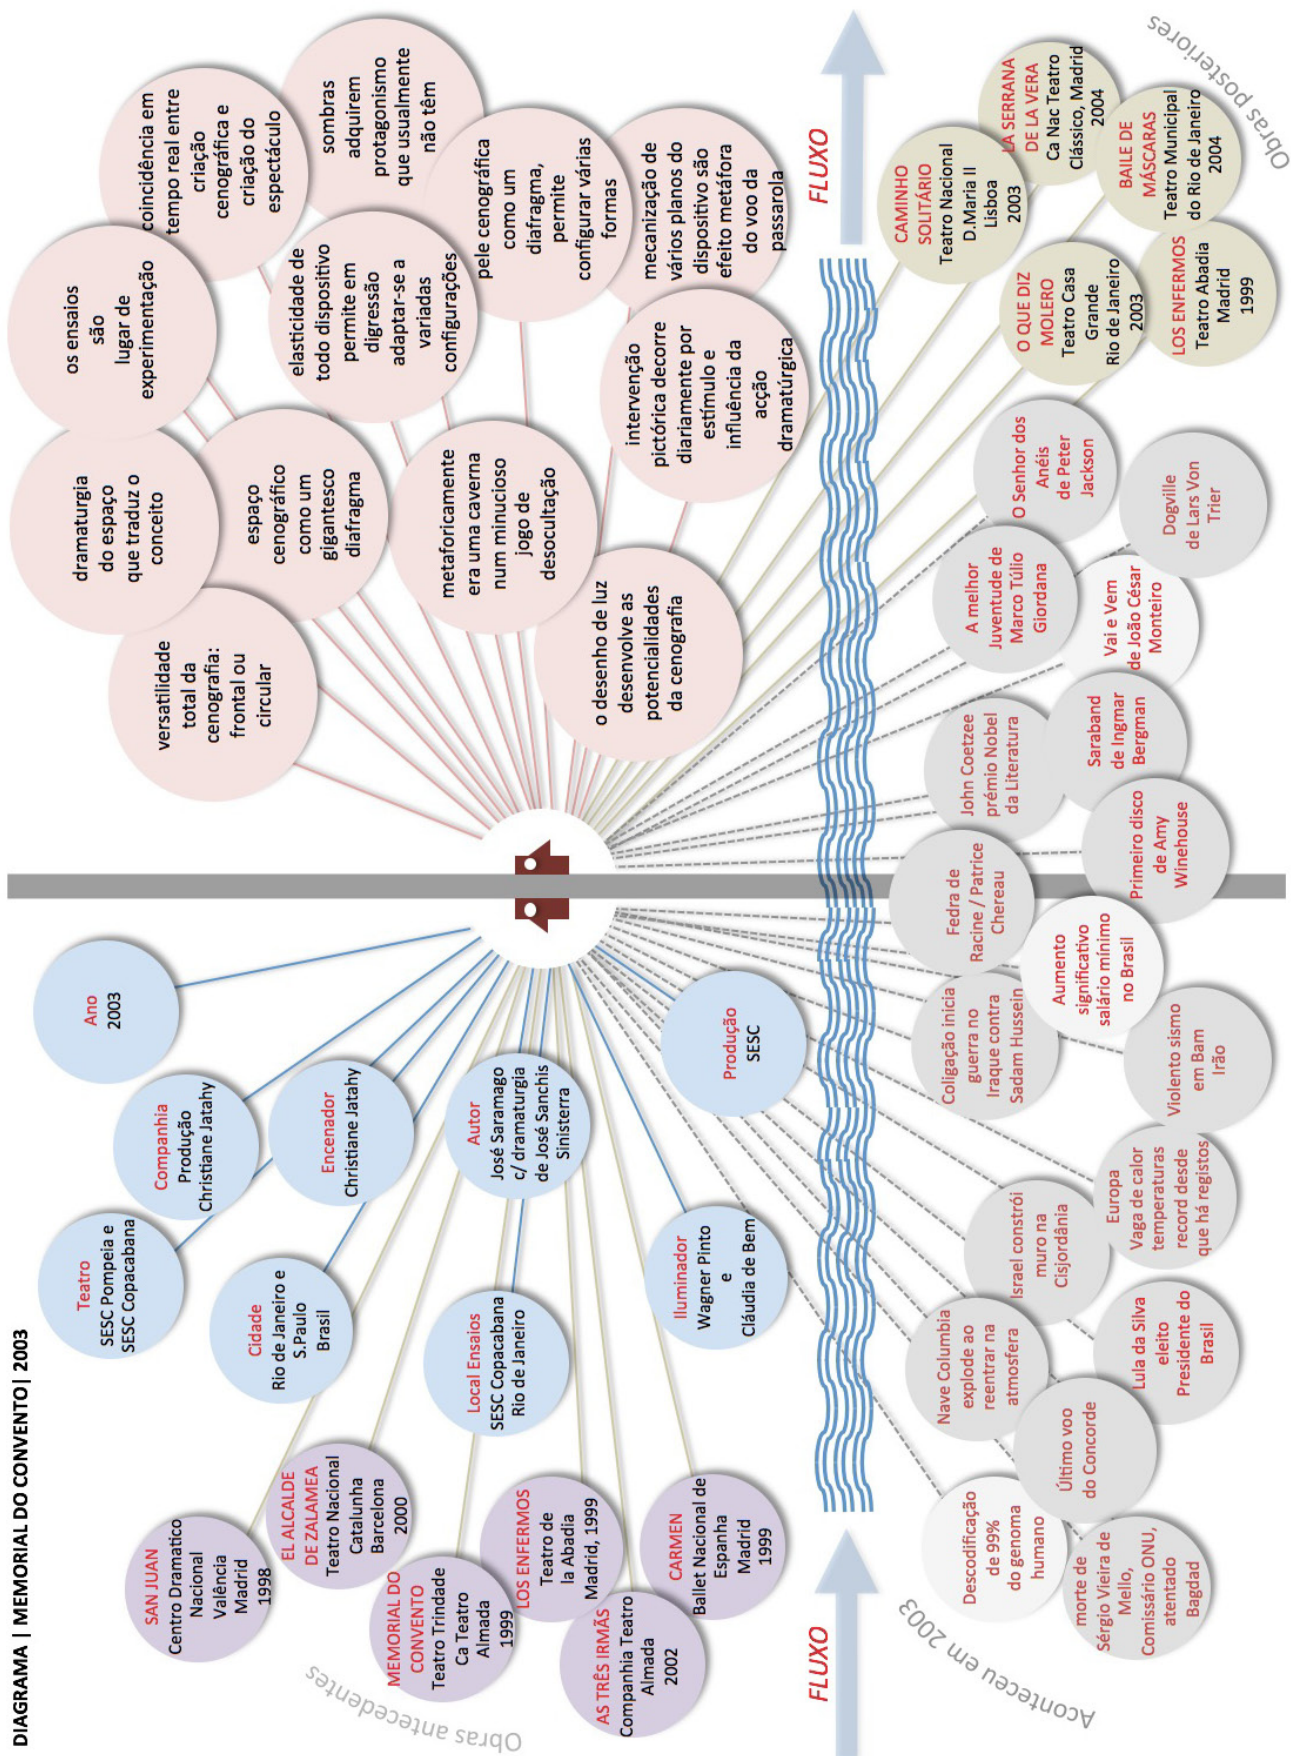 DIAGRAMA | MEMORIAL DO CONVENTO| 2003
Teatro
SESC Pompeia e
SESC Copacabana
Companhia
Produção
Christiane Jatahy
Ano
2003
Cidade
Rio de Janeiro e
S.Paulo
Brasil
Encenador
Christiane Jatahy
Local Ensaios
SESC Copacabana
Rio de Janeiro
Autor
José Saramago
c/ dramaturgia
de José Sanchis
Sinisterra
Iluminador
Wagner Pinto
e
Cláudia de Bem
Produção
SESC
SAN JUAN
Centro Dramatico
Nacional
Valência
Madrid
1998
EL ALCALDE
DE ZALAMEA
Teatro Nacional
Catalunha
Barcelona
2000
MEMORIAL DO
CONVENTO
Teatro Trindade
Ca Teatro
Almada
1999
LOS ENFERMOS
Teatro de
la Abadia
Madrid, 1999
AS TRÊS IRMÃS
Companhia Teatro
Almada
2002
CARMEN
Ballet Nacional de
Espanha
Madrid
1999
Obras antecedentes
versatilidade
total da
cenografia:
frontal ou
circular
dramaturgia
do espaço
que traduz o
conceito
os ensaios
são
lugar de
experimentação
coincidência em
tempo real entre
criação
cenográfica e
criação do
espectáculo
espaço
cenográfico
como um
gigantesco
diafragma
elasticidade de
todo dispositivo
permite em
digressão
adaptar-se a
variadas
configurações
sombras
adquirem
protagonismo
que usualmente
não têm
metaforicamente
era uma caverna
num minucioso
jogo de
desocultação
pele cenográfica
como um
diafragma,
permite
configurar várias
formas
o desenho de luz
desenvolve as
potencialidades
da cenografia
intervenção
pictórica decorre
diariamente por
estímulo e
influência da
acção
dramatúrgica
mecanização de
vários planos do
dispositivo são
efeito metáfora
do voo da
passarola
FLUXO
FLUXO
Descodificação
de 99%
do genoma
humano
morte de
Sérgio Vieira de
Mello,
Comissário ONU,
atentado
Bagdad
Último voo
do Concorde
Nave Columbia
explode ao
reentrar na
atmosfera
Lula da Silva
eleito
Presidente do
Brasil
Israel constrói
muro na
Cisjordânia
Europa
Vaga de calor
temperaturas
record desde
que há registos
Coligação inicia
guerra no
Iraque contra
Sadam Hussein
Violento sismo
em Bam
Irão
Aumento
significativo
salário mínimo
no Brasil
Fedra de
Racine / Patrice
Chereau
Primeiro disco
de Amy
Winehouse
John Coetzee
prémio Nobel
da Literatura
Saraband
de Ingmar
Bergman
A melhor
Juventude de
Marco Túlio
Giordana
Vai e Vem
de João César
Monteiro
O Senhor dos
Anéis
de Peter
Jackson
Dogville
de Lars Von
Trier
Aconteceu em 2003
CAMINHO
SOLITÁRIO
Teatro Nacional
D.Maria II
Lisboa
2003
LA SERRANA
DE LA VERA
Ca Nac Teatro
Clássico, Madrid
2004
O QUE DIZ
MOLERO
Teatro Casa
Grande
Rio de Janeiro
2003
BAILE DE
MÁSCARAS
Teatro Municipal
do Rio de Janeiro
2004
LOS ENFERMOS
Teatro Abadia
Madrid
1999
Obras posteriores